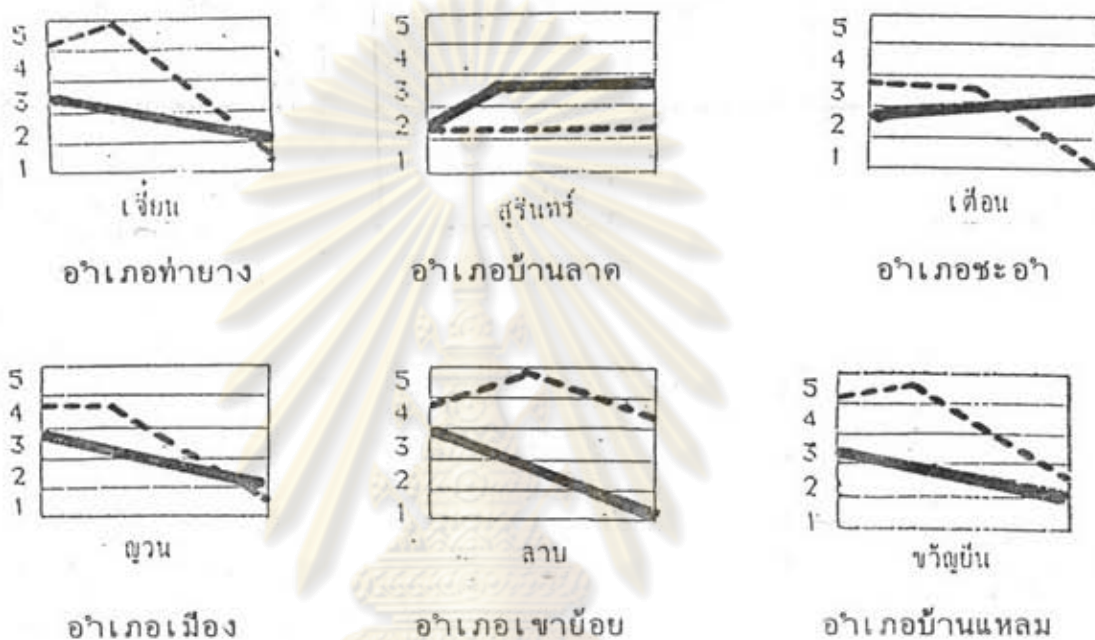 5 5 5
4 4 4
3 3 3
2 2 2
1 1 1
เจี๋ยน สุรินทร์ เตือน
อำเภอท่ายาง อำเภอบ้านลาด อำเภอชะอำ
5 5 5
4 4 4
3 3 3
2 2 2
1 1 1
ญวน ลาบ ขวัญยืน
อำเภอเมือง อำเภอเขาย้อย อำเภอบ้านแหลม